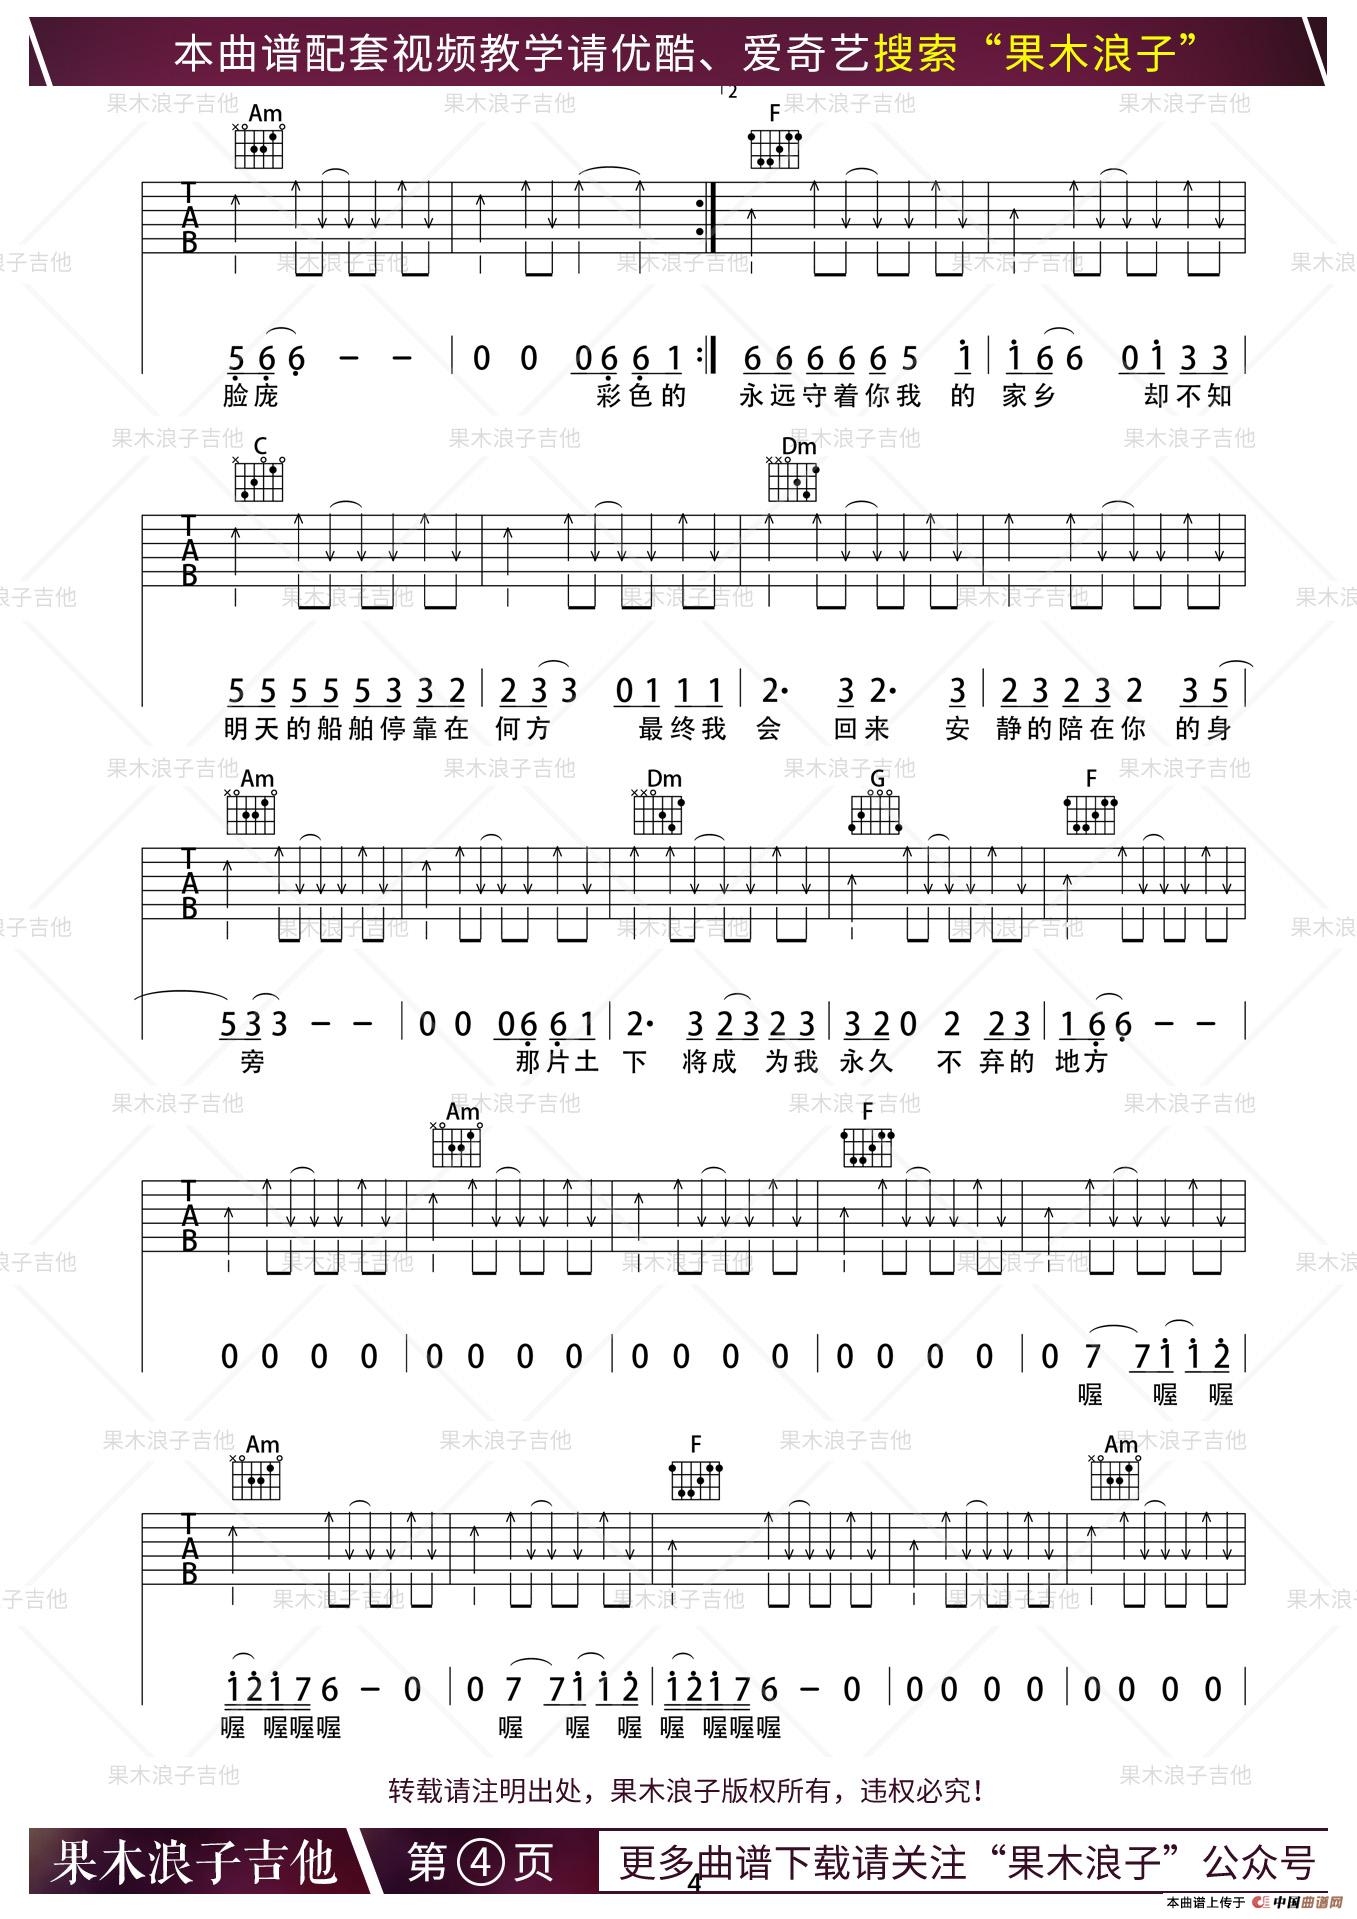 本曲谱配套视频教学请优酷、爱奇艺搜索“果木浪子”
2
Am F
T A B
5 6 6 - - 0 0 0 6 6 1 6 6 6 6 6 5 1 1 6 6 0 1 3 3
脸庞 彩色的 永远守着你我 的 家乡 却不知
C Dm
T A B
5 5 5 5 5 3 3 2 2 3 3 0 1 1 1 2· 3 2· 3 2 3 2 3 2 3 5
明天的船舶停靠在 何方 最终我 会 回来 安 静的陪在你 的身
Am Dm G F
T A B
5 3 3 - - 0 0 0 6 6 1 2· 3 2 3 2 3 3 2 0 2 2 3 1 6 6 - -
旁 那片土 下 将成 为我 永久 不 弃的 地方
Am F
T A B
0 0 0 0 0 0 0 0 0 0 0 0 0 0 0 0 0 7 7 1 1 2
喔 喔 喔
Am F Am
T A B
1 2 1 7 6 - 0 0 7 7 1 1 2 1 2 1 7 6 - 0 0 0 0 0 0 0 0 0
喔 喔喔喔 喔 喔 喔 喔 喔喔喔
转载请注明出处，果木浪子版权所有，违权必究！
果木浪子吉他 第④页 更多曲谱下载请关注“果木浪子”公众号
4
本曲谱上传于 中国曲谱网